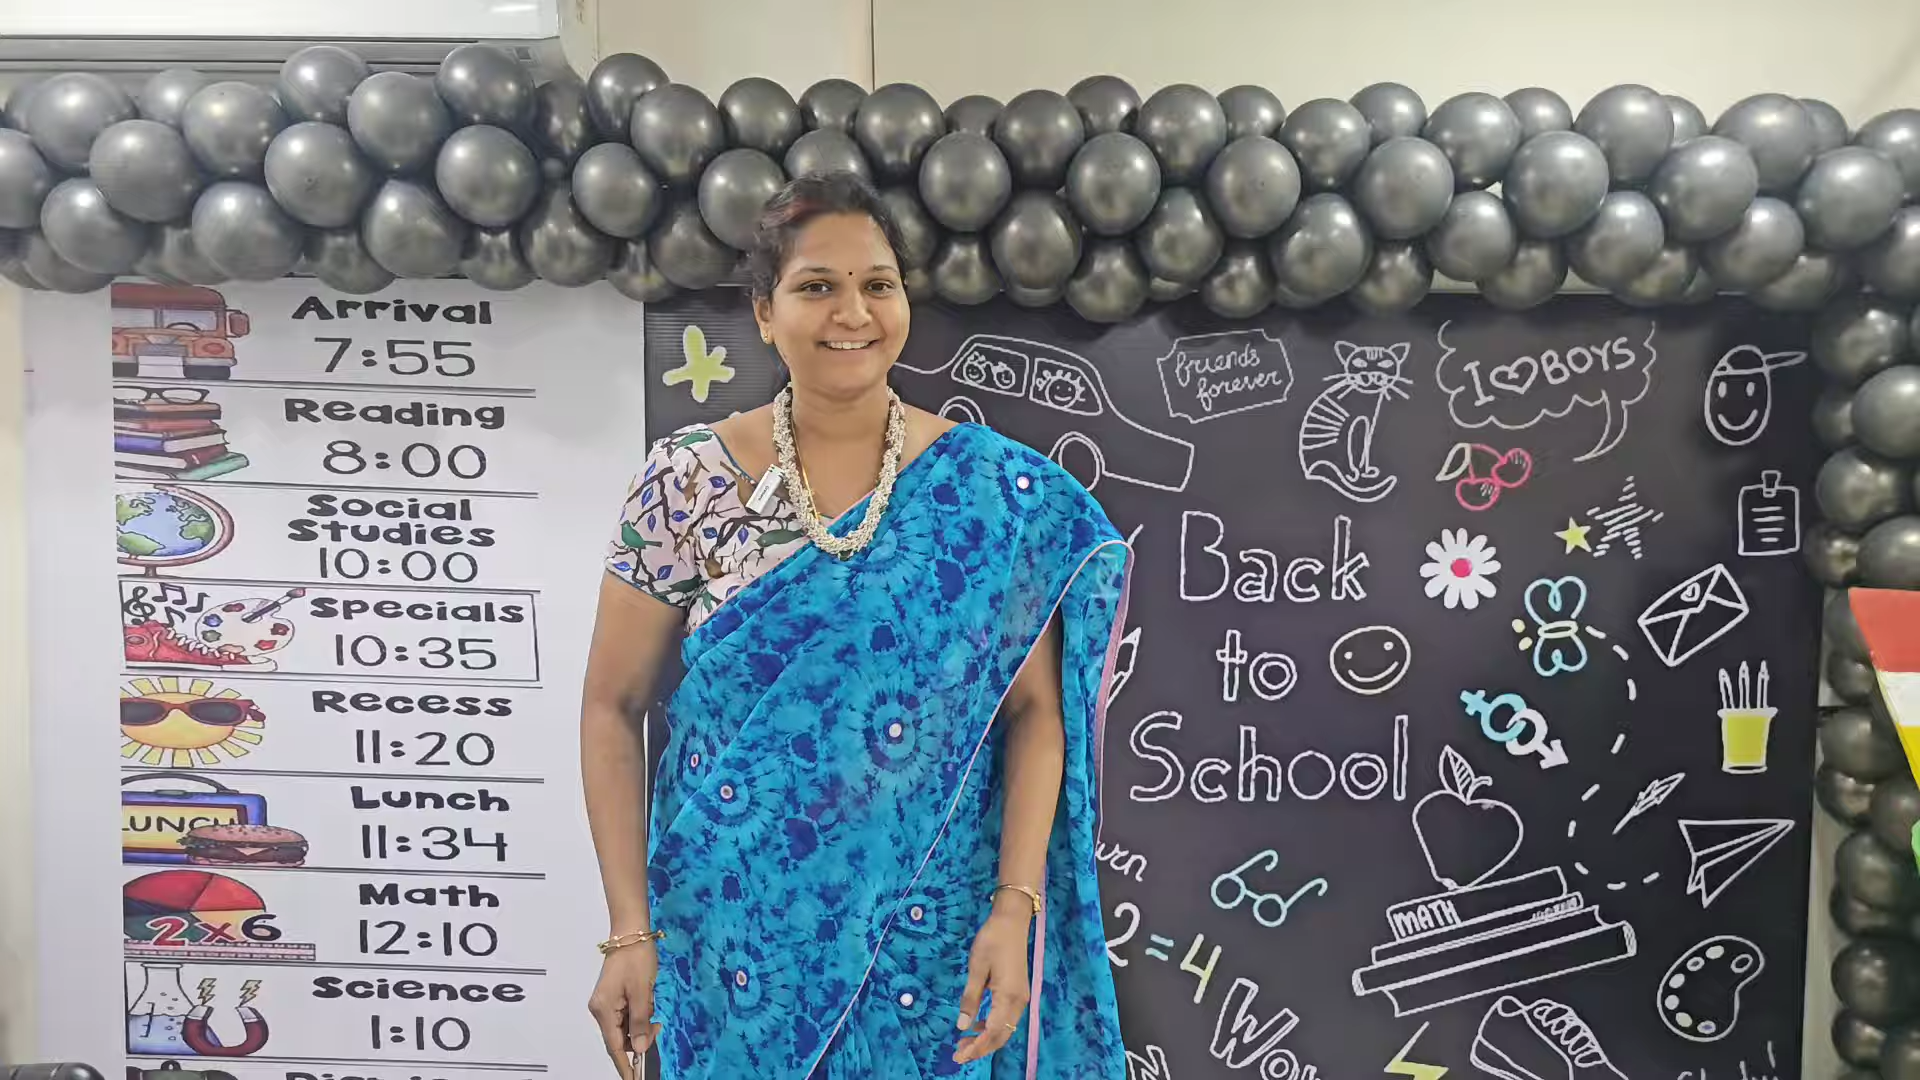 Arrival
7:55
Reading
8:00
Social
Studies
10:00
Specials
10:35
Recess
11:20
LUNCH
Lunch
11:34
2x6
Math
12:10
Science
1:10
friends
forever
I ♡ BOYS
Back
to
School
2=4
MATH